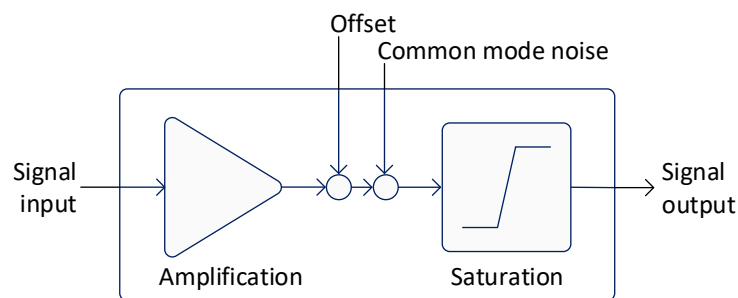 Offset
Common mode noise
Signal
input
Signal
output
Amplification
Saturation